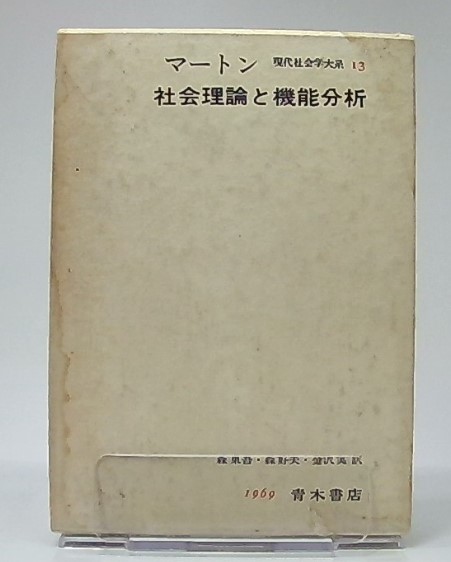 マートン 現代社会学大系 13
社会理論と機能分析
森東吾・森好夫・金沢実 訳
1969 青木書店